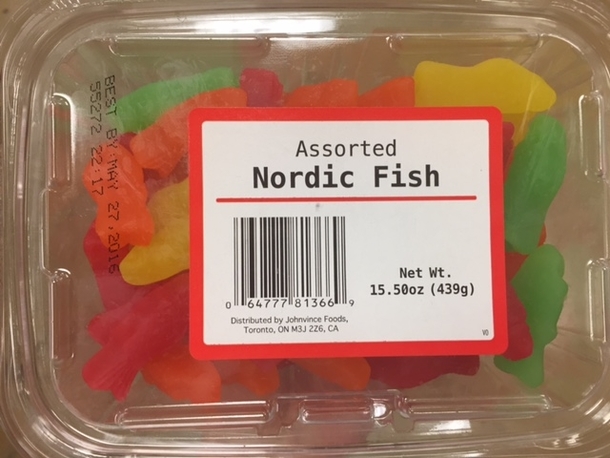 BEST BY:MAY 27,2016
55272 22:17
Assorted
Nordic Fish
0 64777 81366 9
Net Wt.
15.50oz (439g)
Distributed by Johnvince Foods,
Toronto, ON M3J 2Z6, CA
V0